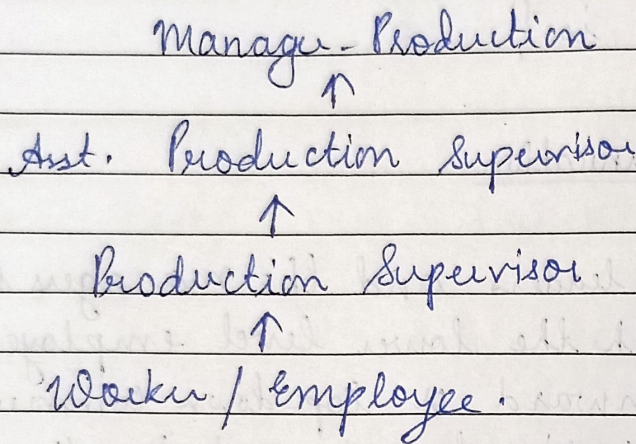 Manager - Production
↑
Asst. Production Supervisor
↑
Production Supervisor
↑
Worker / Employee.